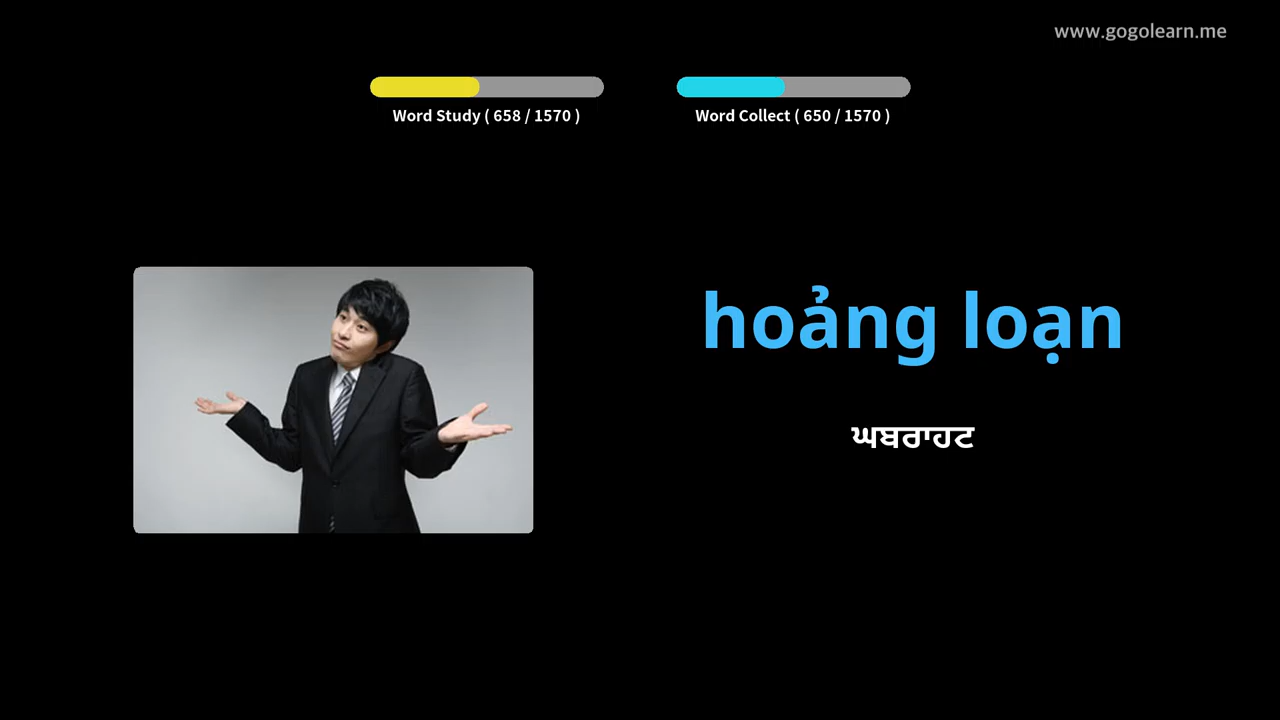 www.gogolearn.me
Word Study ( 658 / 1570 )
Word Collect ( 650 / 1570 )
hoảng loạn
ਘਬਰਾਹਟ